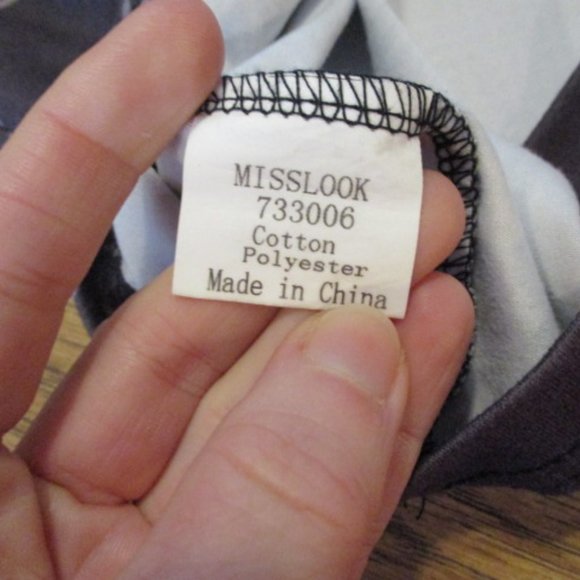 MISSLOOK
733006
Cotton
Polyester
Made in China